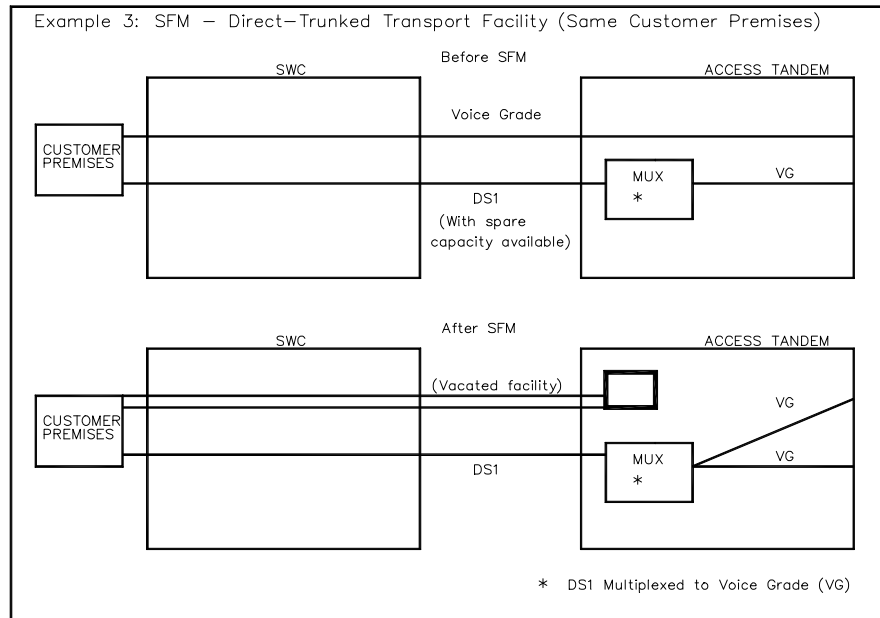 Example 3: SFM – Direct-Trunked Transport Facility (Same Customer Premises)
Before SFM
SWC
ACCESS TANDEM
Voice Grade
CUSTOMER
PREMISES
MUX
*
VG
DS1
(With spare
capacity available)
After SFM
SWC
ACCESS TANDEM
(Vacated facility)
VG
CUSTOMER
PREMISES
MUX
*
VG
DS1
* DS1 Multiplexed to Voice Grade (VG)